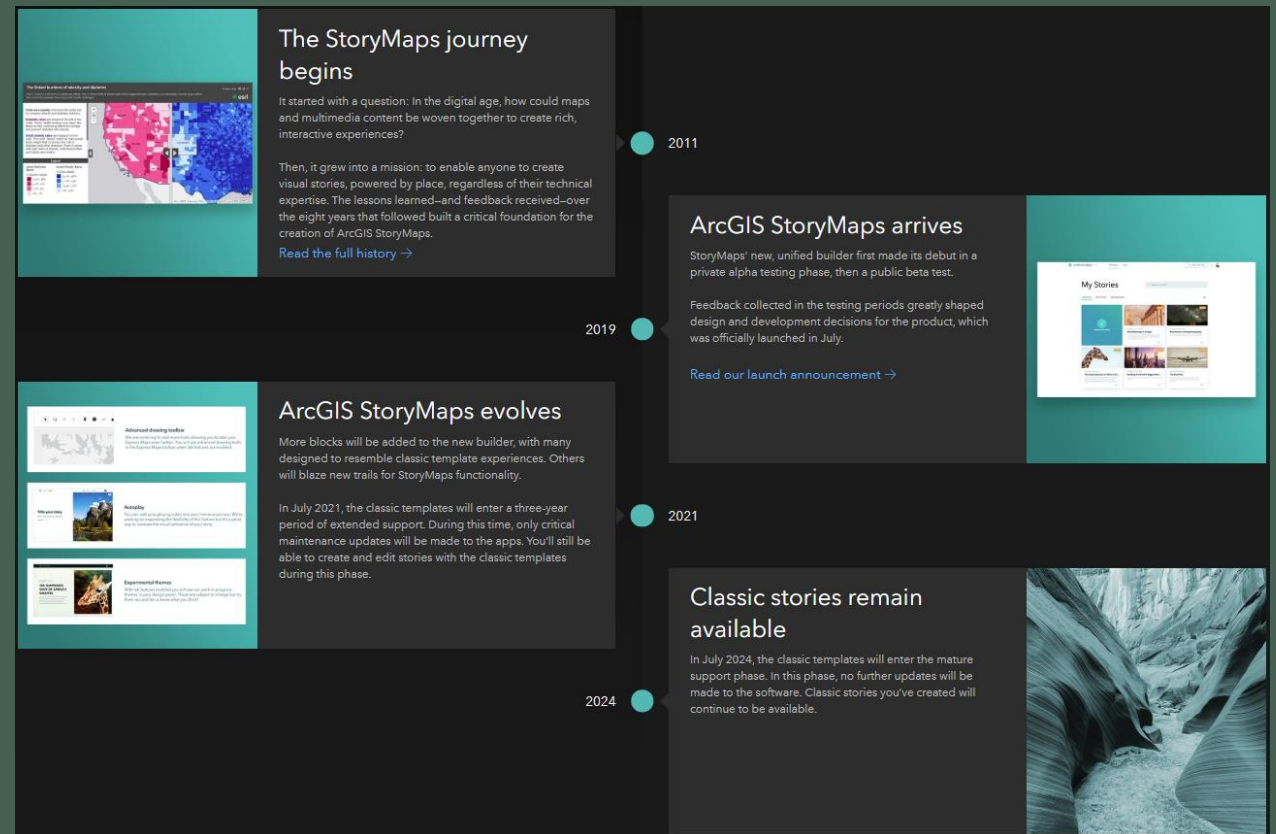 The StoryMaps journey
begins
It started with a question: In the digital age, how could maps
and multimedia content be woven together to create rich,
interactive experiences?
Then, it grew into a mission: to enable anyone to create
visual stories, powered by place, regardless of their technical
expertise. The lessons learned—and feedback received—over
the eight years that followed built a critical foundation for the
creation of ArcGIS StoryMaps.
Read the full history →
The linked burdens of obesity and diabetes
esri
2011
ArcGIS StoryMaps arrives
StoryMaps' new, unified builder first made its debut in a
private alpha testing phase, then a public beta test.
Feedback collected in the testing periods greatly shaped
design and development decisions for the product, which
was officially launched in July.
Read our launch announcement →
My Stories
2019
ArcGIS StoryMaps evolves
More blocks will be added to the new builder, with many
designed to resemble classic template experiences. Others
will blaze new trails for StoryMaps functionality.
In July 2021, the classic templates will enter a three-year
period of extended support. During this time, only critical
maintenance updates will be made to the apps. You'll still be
able to create and edit stories with the classic templates
during this phase.
Advanced drawing toolbar
Autoplay
Experimental themes
2021
Classic stories remain
available
In July 2024, the classic templates will enter the mature
support phase. In this phase, no further updates will be
made to the software. Classic stories you've created will
continue to be available.
2024